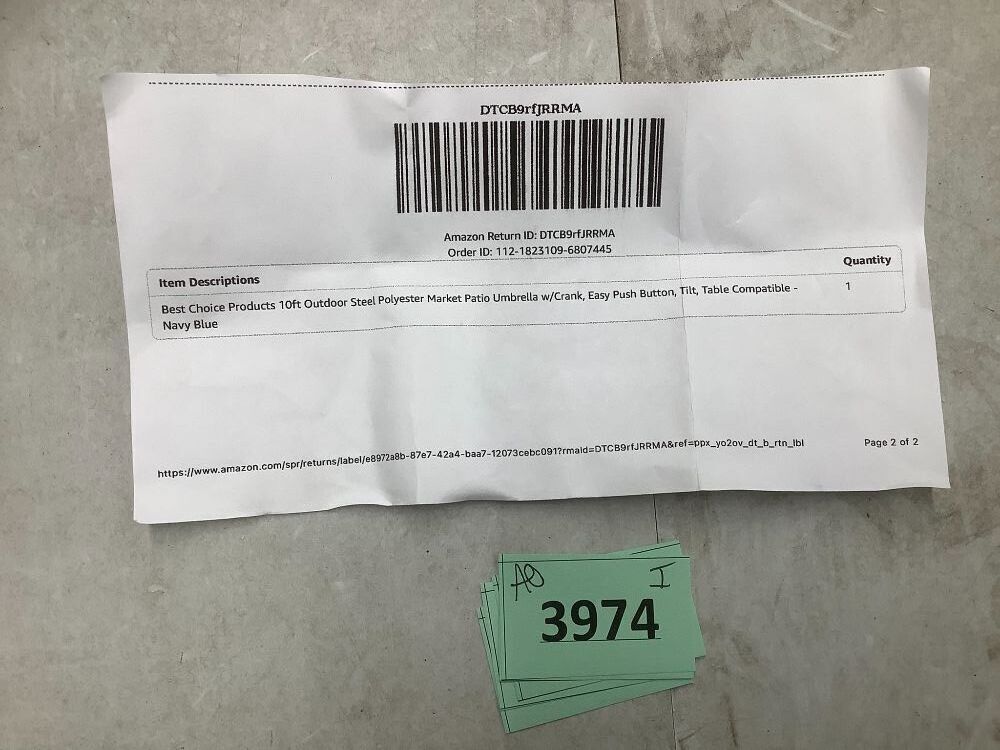 DTCB9rfJRRMA
Amazon Return ID: DTCB9rfJRRMA
Order ID: 112-1823109-6807445
Item Descriptions Quantity
Best Choice Products 10ft Outdoor Steel Polyester Market Patio Umbrella w/Crank, Easy Push Button, Tilt, Table Compatible - 1
Navy Blue
https://www.amazon.com/spr/returns/label/e8972a8b-87e7-42a4-baa7-12073cebc091?rmaId=DTCB9rfJRRMA&ref=ppx_yo2ov_dt_b_rtn_lbl Page 2 of 2
I
3974